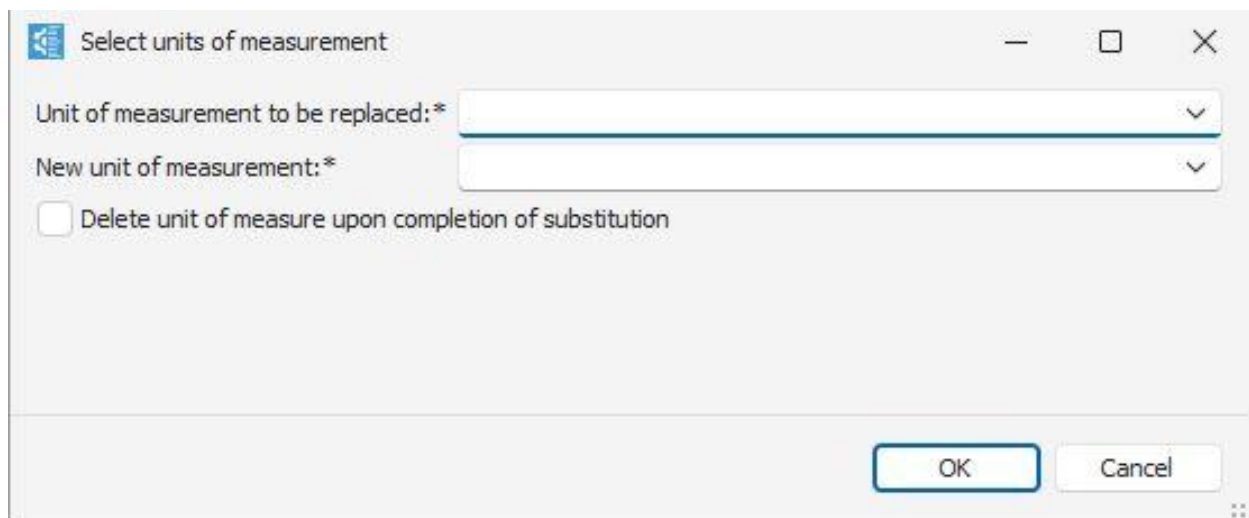 Select units of measurement
Unit of measurement to be replaced:*
New unit of measurement:*
Delete unit of measure upon completion of substitution
OK Cancel